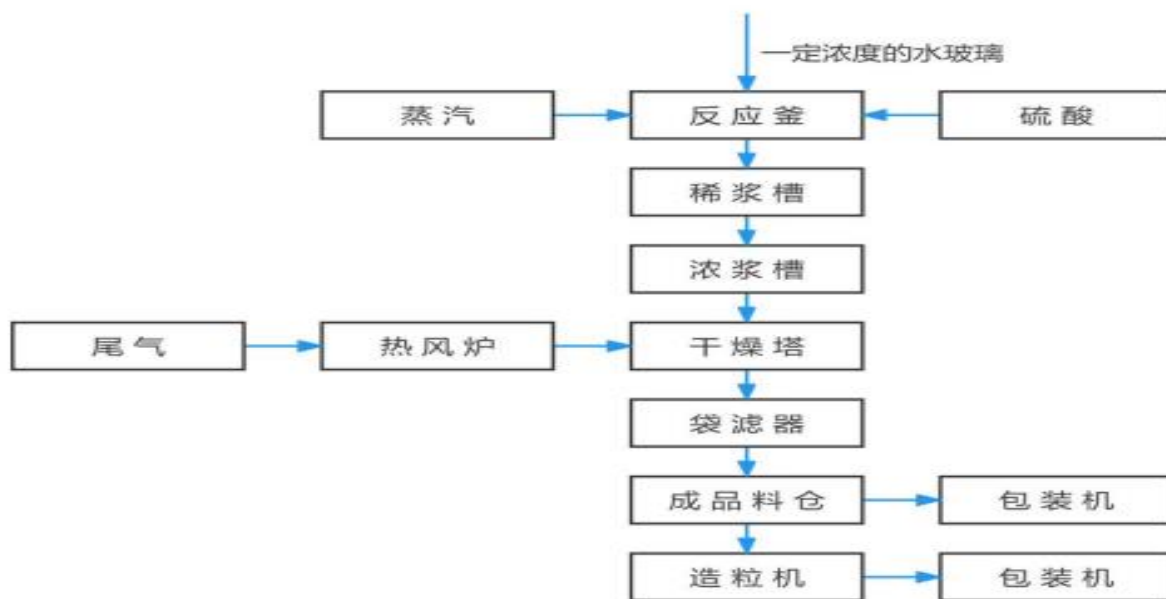 一定浓度的水玻璃
蒸汽
反应釜
硫酸
稀浆槽
浓浆槽
尾气
热风炉
干燥塔
袋滤器
成品料仓
包装机
造粒机
包装机